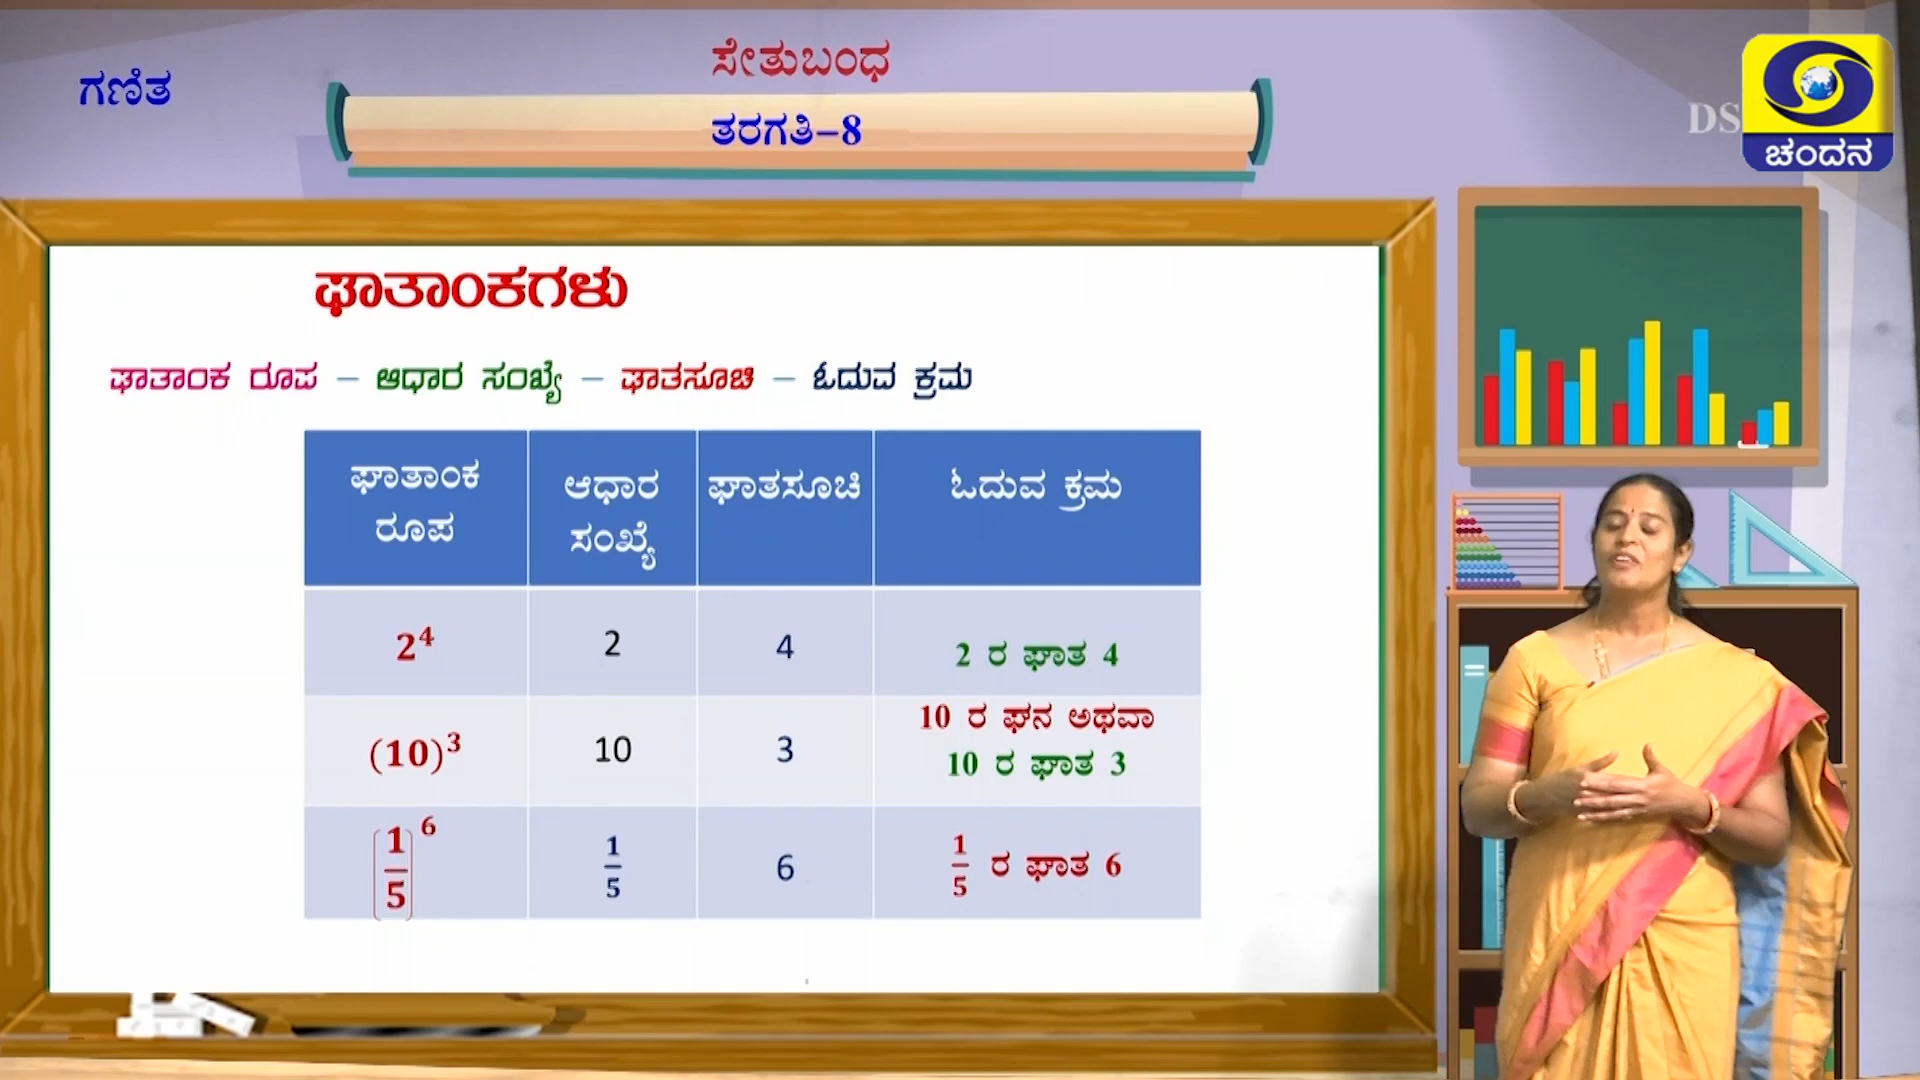 ಸೇತುಬಂಧ
ಗಣಿತ
ತರಗತಿ-8
DS
ಚಂದನ
ಘಾತಾಂಕಗಳು
ಘಾತಾಂಕ ರೂಪ – ಆಧಾರ ಸಂಖ್ಯೆ – ಘಾತಸೂಚಿ – ಓದುವ ಕ್ರಮ
ಘಾತಾಂಕ ರೂಪ
ಆಧಾರ ಸಂಖ್ಯೆ
ಘಾತಸೂಚಿ
ಓದುವ ಕ್ರಮ
2⁴ 2 4 2 ರ ಘಾತ 4
(10)³ 10 3 10 ರ ಘನ ಅಥವಾ
10 ರ ಘಾತ 3
(1/5)⁶ 1/5 6 1/5 ರ ಘಾತ 6